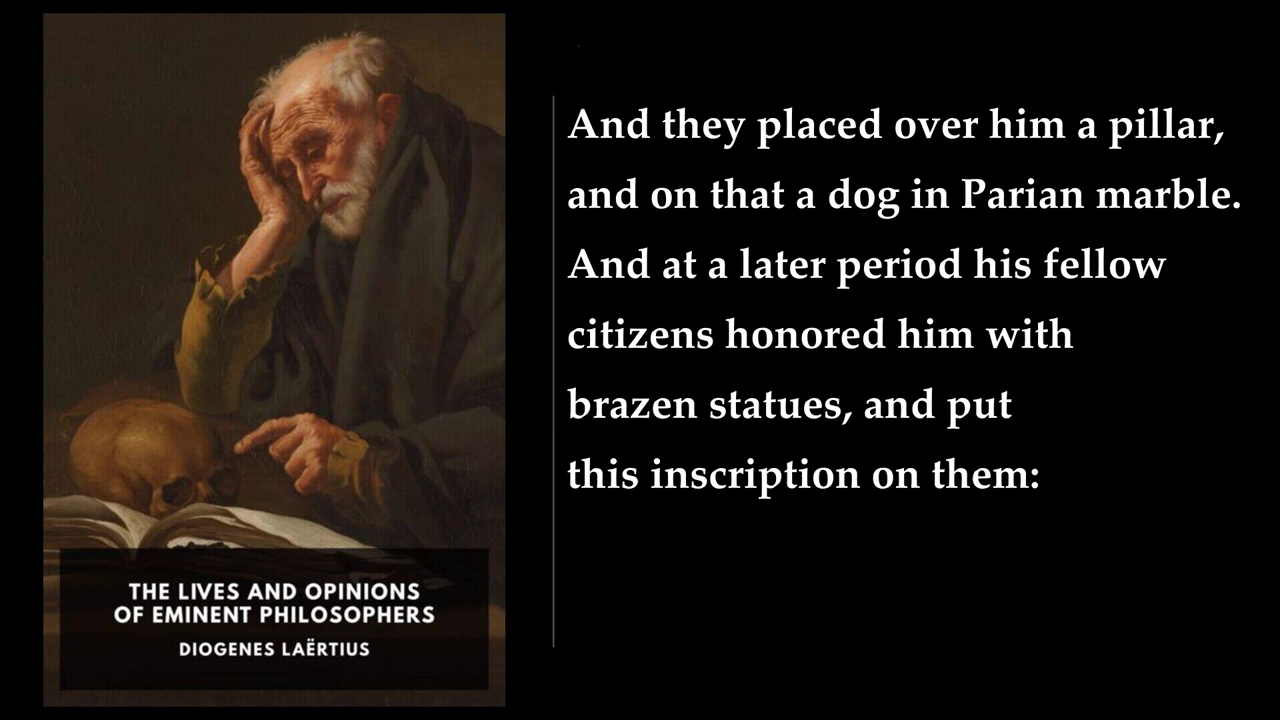 And they placed over him a pillar,
and on that a dog in Parian marble.
And at a later period his fellow
citizens honored him with
brazen statues, and put
this inscription on them:
THE LIVES AND OPINIONS
OF EMINENT PHILOSOPHERS
DIOGENES LAËRTIUS